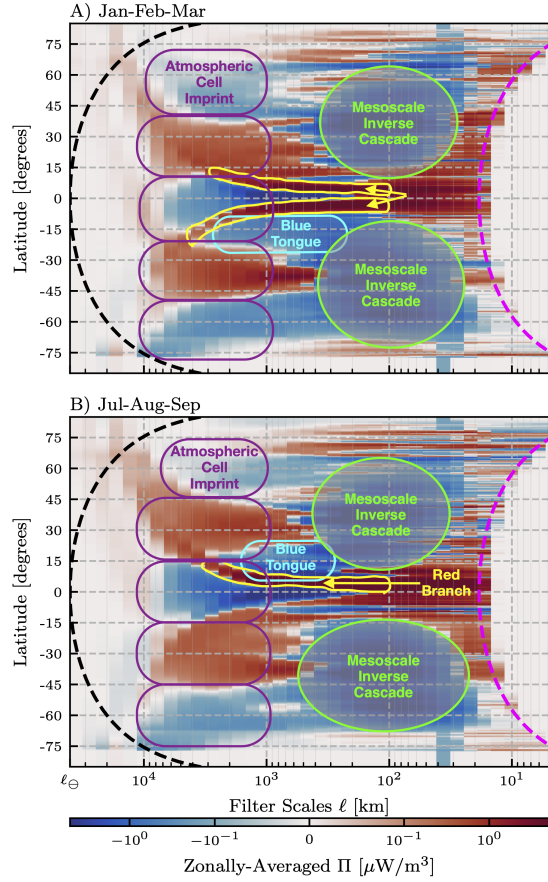 A) Jan-Feb-Mar
75
60
45
30
15
0
-15
-30
-45
-60
-75
Latitude [degrees]
Atmospheric
Cell
Imprint
Mesoscale
Inverse
Cascade
Blue
Tongue
Mesoscale
Inverse
Cascade
B) Jul-Aug-Sep
75
60
45
30
15
0
-15
-30
-45
-60
-75
Latitude [degrees]
Atmospheric
Cell
Imprint
Mesoscale
Inverse
Cascade
Blue
Tongue
Red
Branch
Mesoscale
Inverse
Cascade
ℓ⊖ 10⁴ 10³ 10² 10¹
Filter Scales ℓ [km]
−10⁰ −10⁻¹ 0 10⁻¹ 10⁰
Zonally-Averaged Π [μW/m³]